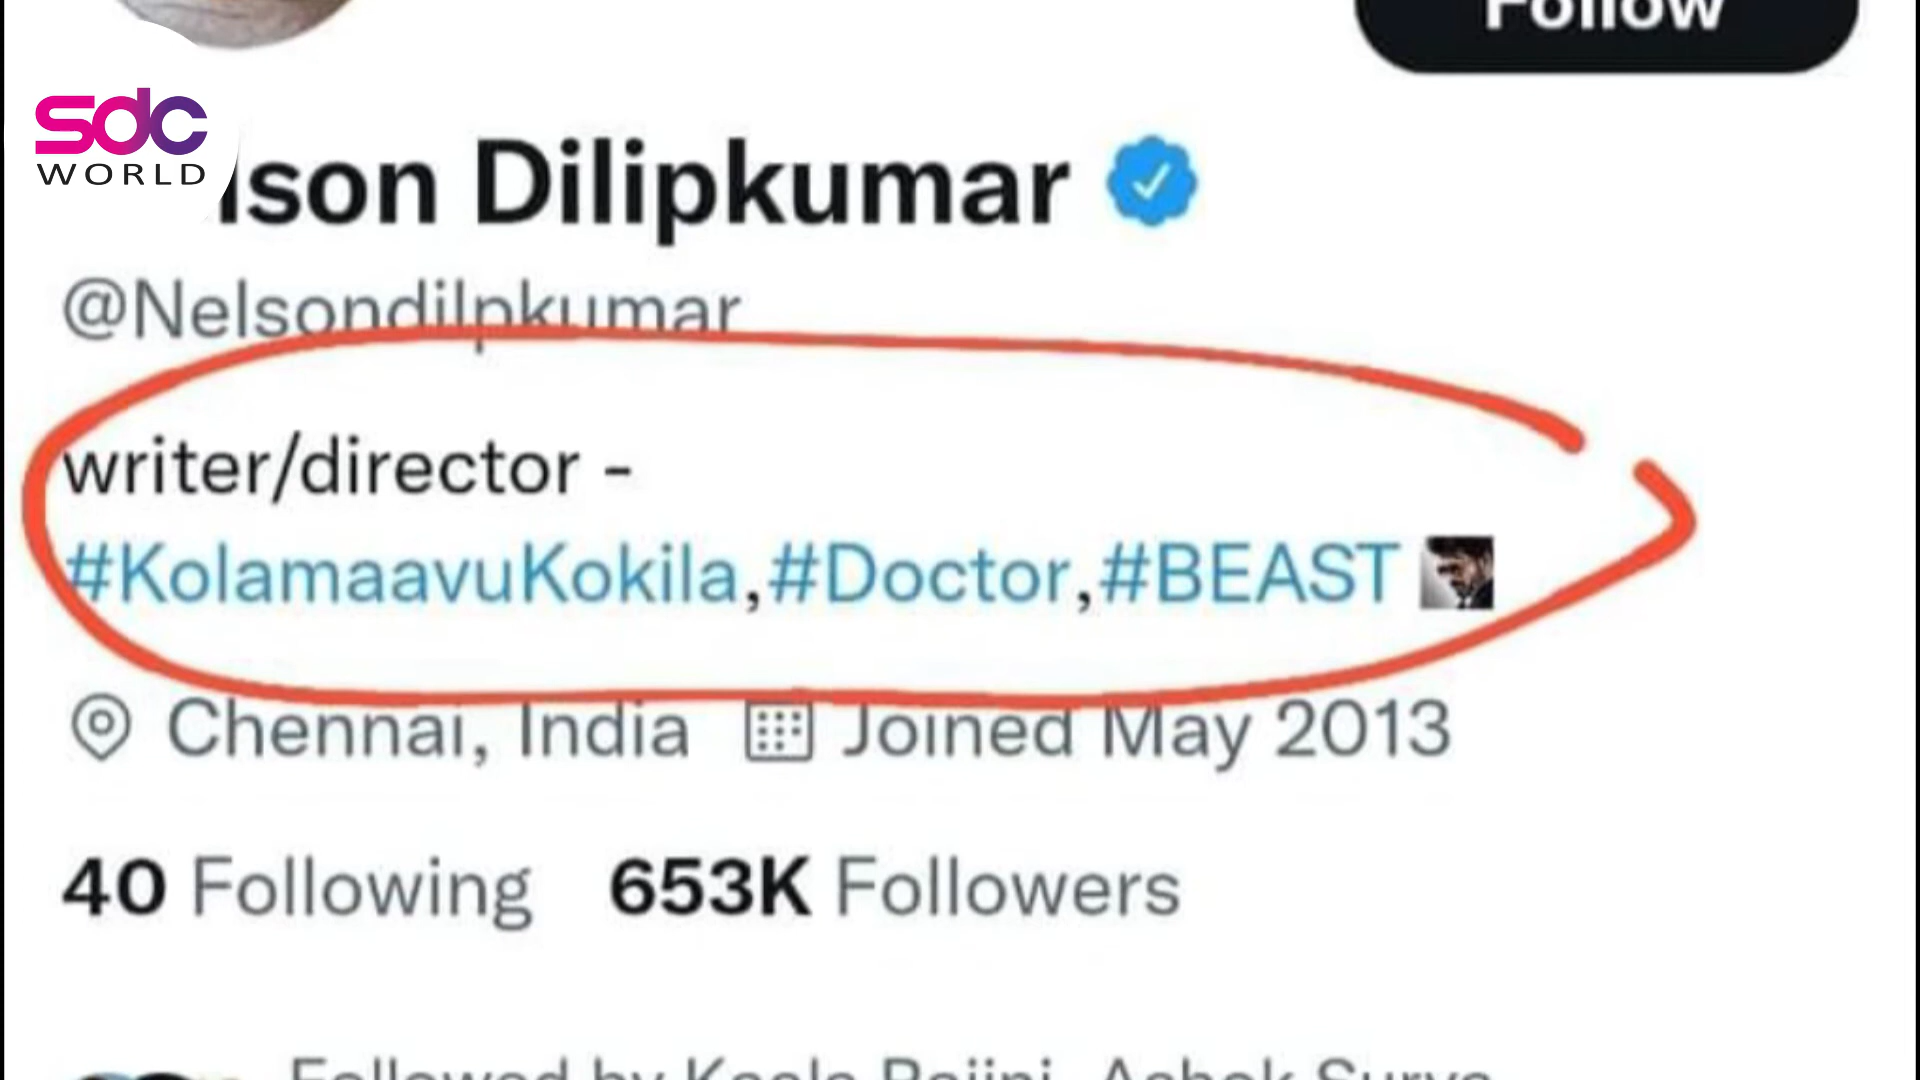 Follow
sdc
WORLD
lson Dilipkumar
@Nelsondilpkumar
writer/director -
#KolamaavuKokila,#Doctor,#BEAST
Chennai, India Joined May 2013
40 Following 653K Followers
Followed by Kaala Rajini, Ashok Surya